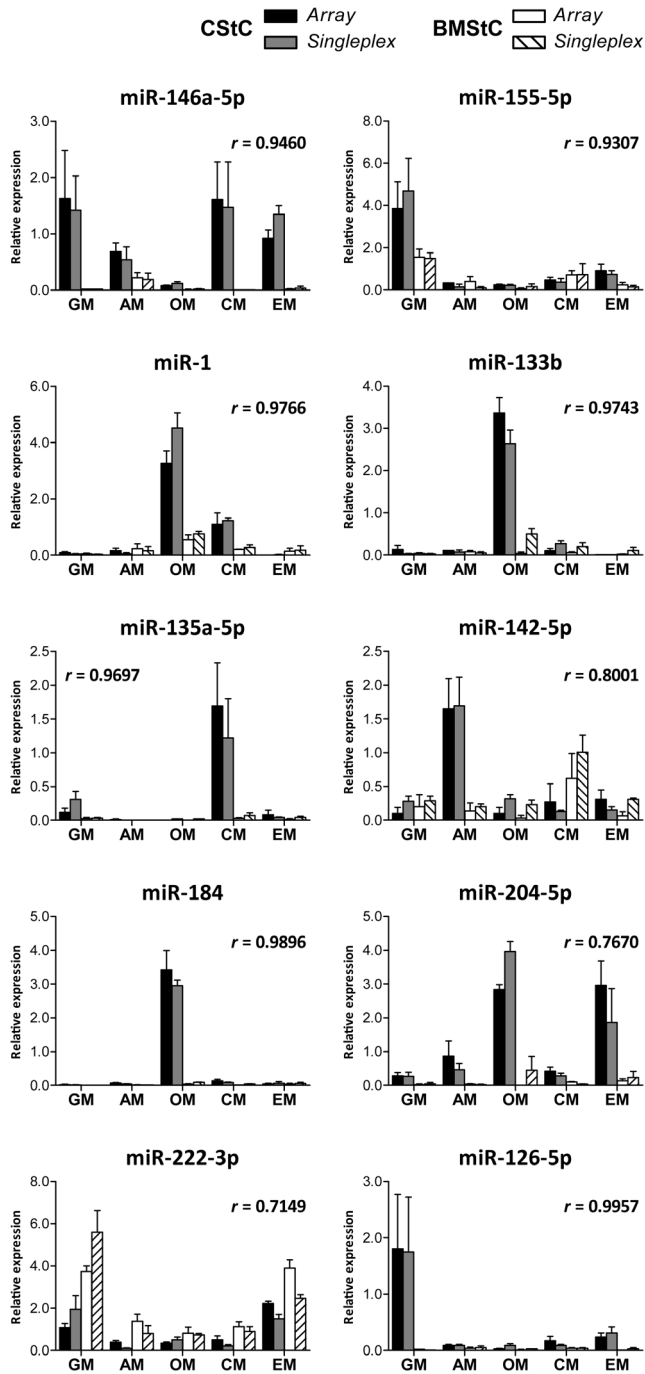 CStC Array BMStC Array
Singleplex Singleplex
miR-146a-5p
r = 0.9460
Relative expression
3.0
2.0
1.0
0.0
GM AM OM CM EM
miR-155-5p
r = 0.9307
Relative expression
8.0
6.0
4.0
2.0
0.0
GM AM OM CM EM
miR-1
r = 0.9766
Relative expression
6.0
4.0
2.0
0.0
GM AM OM CM EM
miR-133b
r = 0.9743
Relative expression
4.0
3.0
2.0
1.0
0.0
GM AM OM CM EM
miR-135a-5p
r = 0.9697
Relative expression
2.5
2.0
1.5
1.0
0.5
0.0
GM AM OM CM EM
miR-142-5p
r = 0.8001
Relative expression
2.5
2.0
1.5
1.0
0.5
0.0
GM AM OM CM EM
miR-184
r = 0.9896
Relative expression
5.0
4.0
3.0
2.0
1.0
0.0
GM AM OM CM EM
miR-204-5p
r = 0.7670
Relative expression
5.0
4.0
3.0
2.0
1.0
0.0
GM AM OM CM EM
miR-222-3p
r = 0.7149
Relative expression
8.0
6.0
4.0
2.0
0.0
GM AM OM CM EM
miR-126-5p
r = 0.9957
Relative expression
3.0
2.0
1.0
0.0
GM AM OM CM EM